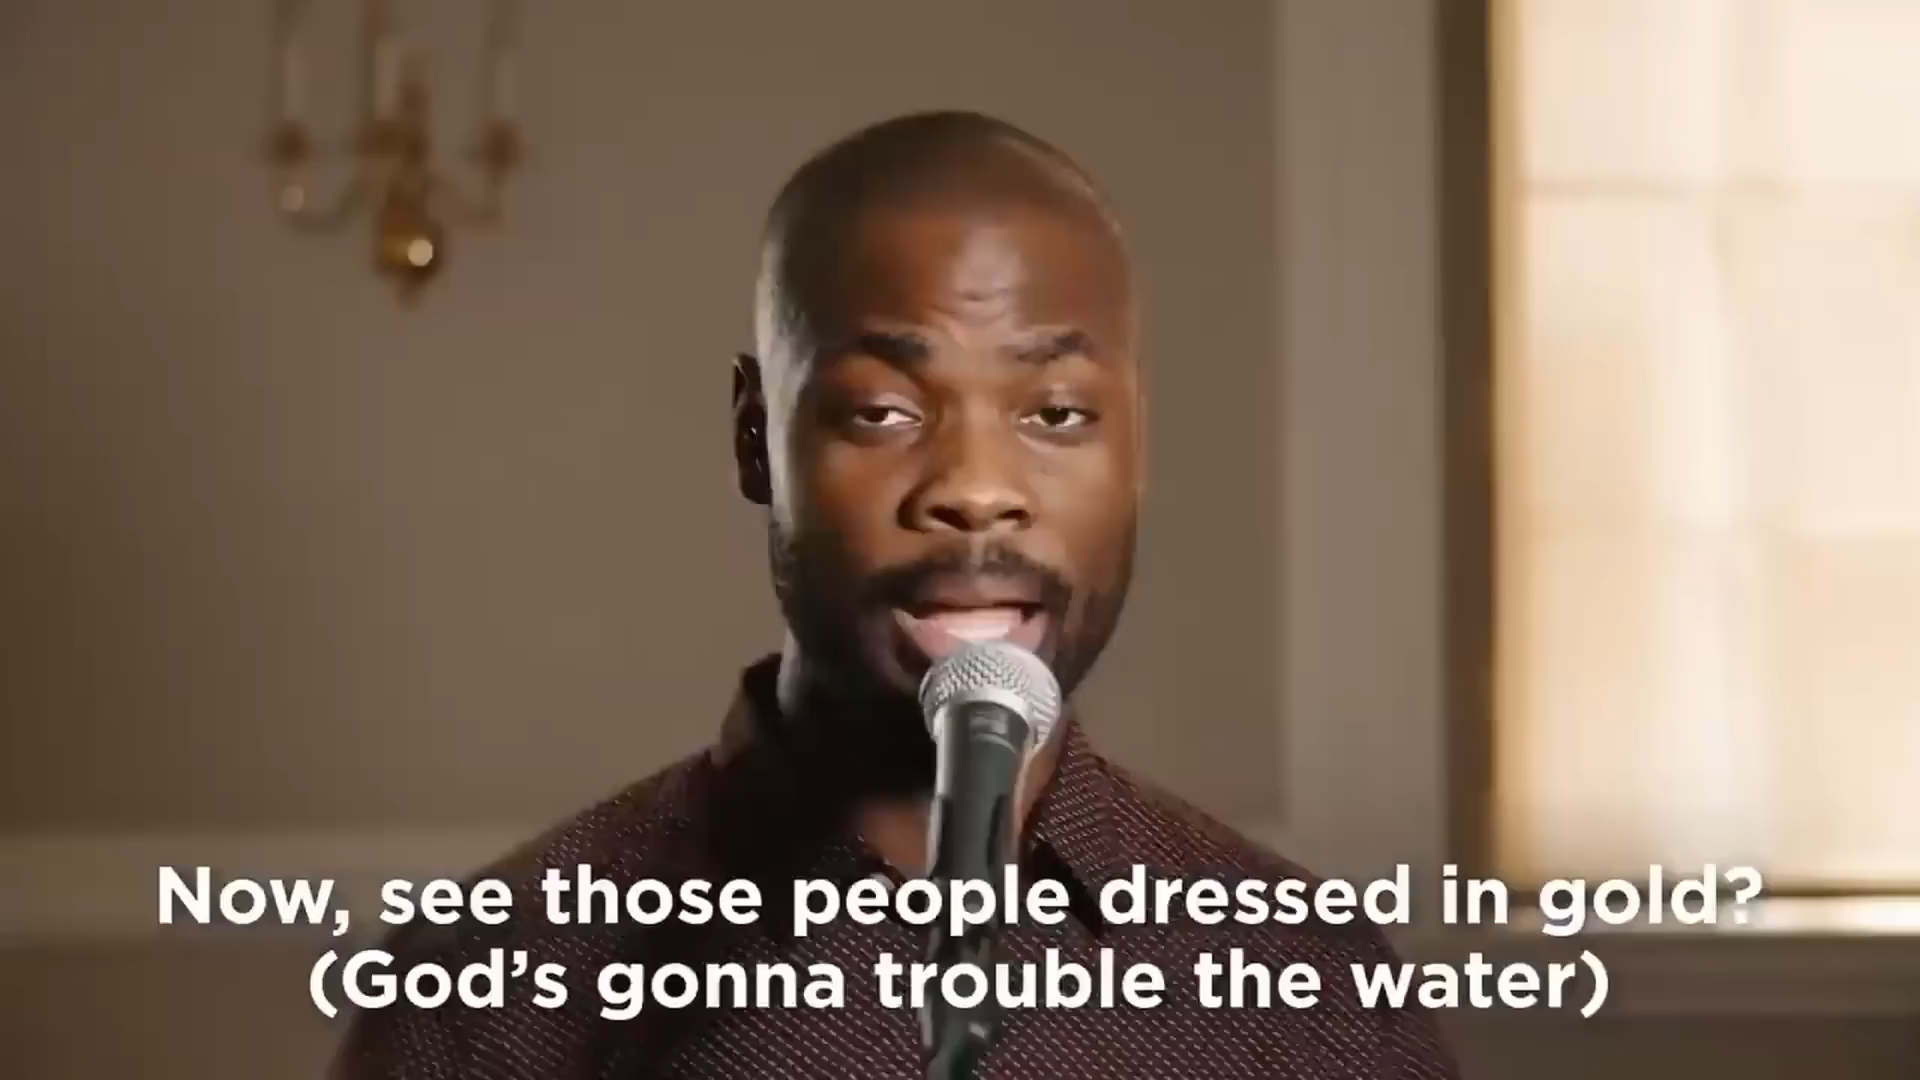 Now, see those people dressed in gold?
(God’s gonna trouble the water)